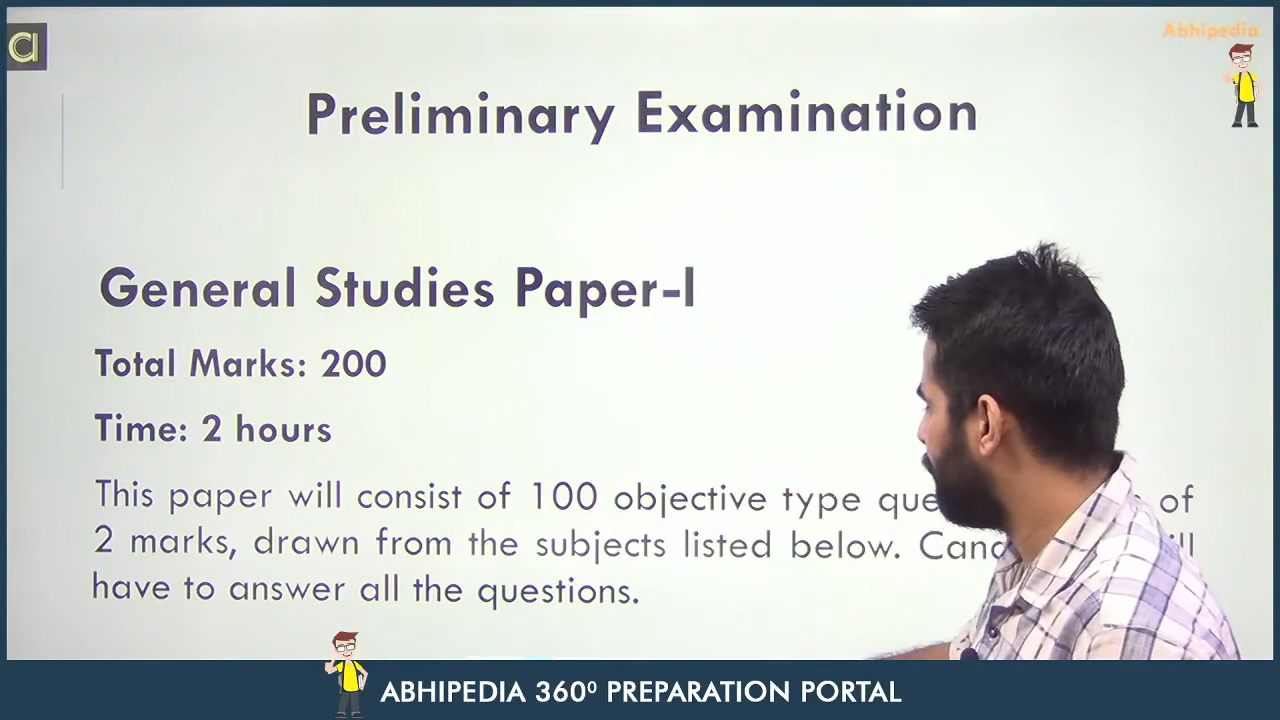 a
Abhipedia
Preliminary Examination
General Studies Paper-I
Total Marks: 200
Time: 2 hours
This paper will consist of 100 objective type que of
2 marks, drawn from the subjects listed below. Cand ill
have to answer all the questions.
ABHIPEDIA 360⁰ PREPARATION PORTAL